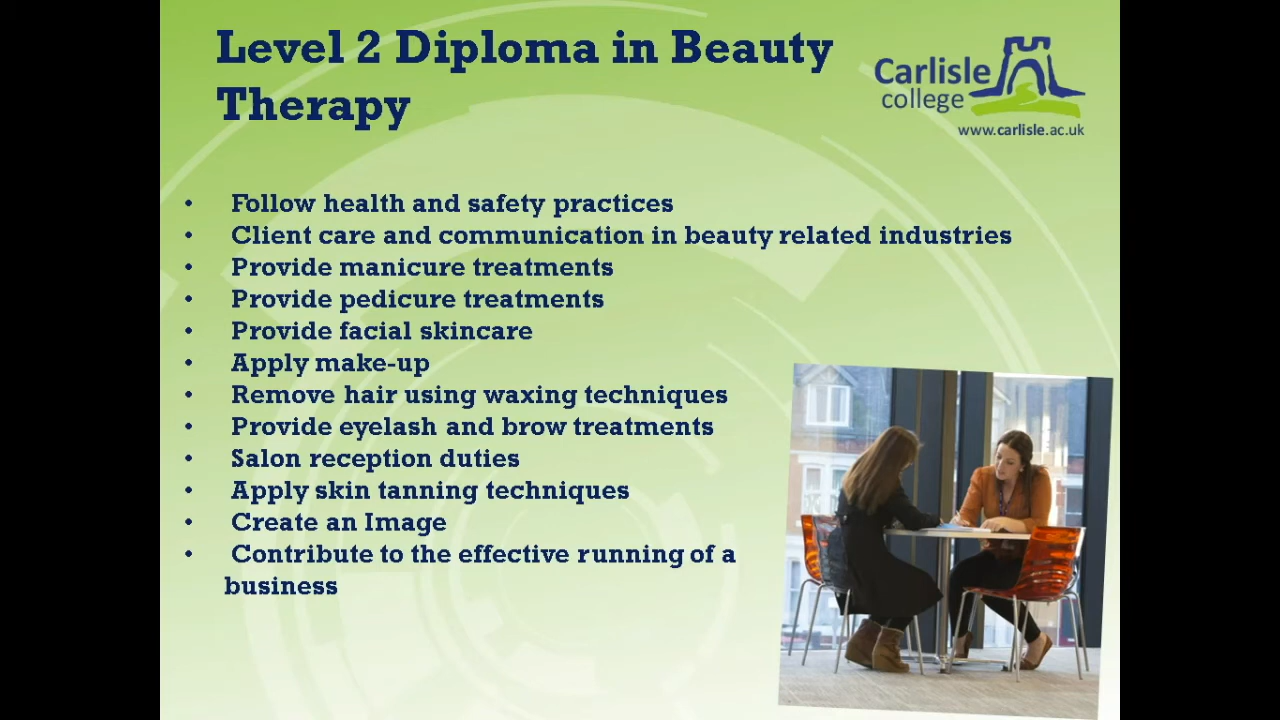 Level 2 Diploma in Beauty
Therapy
Carlisle
college
www.carlisle.ac.uk
• Follow health and safety practices
• Client care and communication in beauty related industries
• Provide manicure treatments
• Provide pedicure treatments
• Provide facial skincare
• Apply make-up
• Remove hair using waxing techniques
• Provide eyelash and brow treatments
• Salon reception duties
• Apply skin tanning techniques
• Create an Image
• Contribute to the effective running of a
business